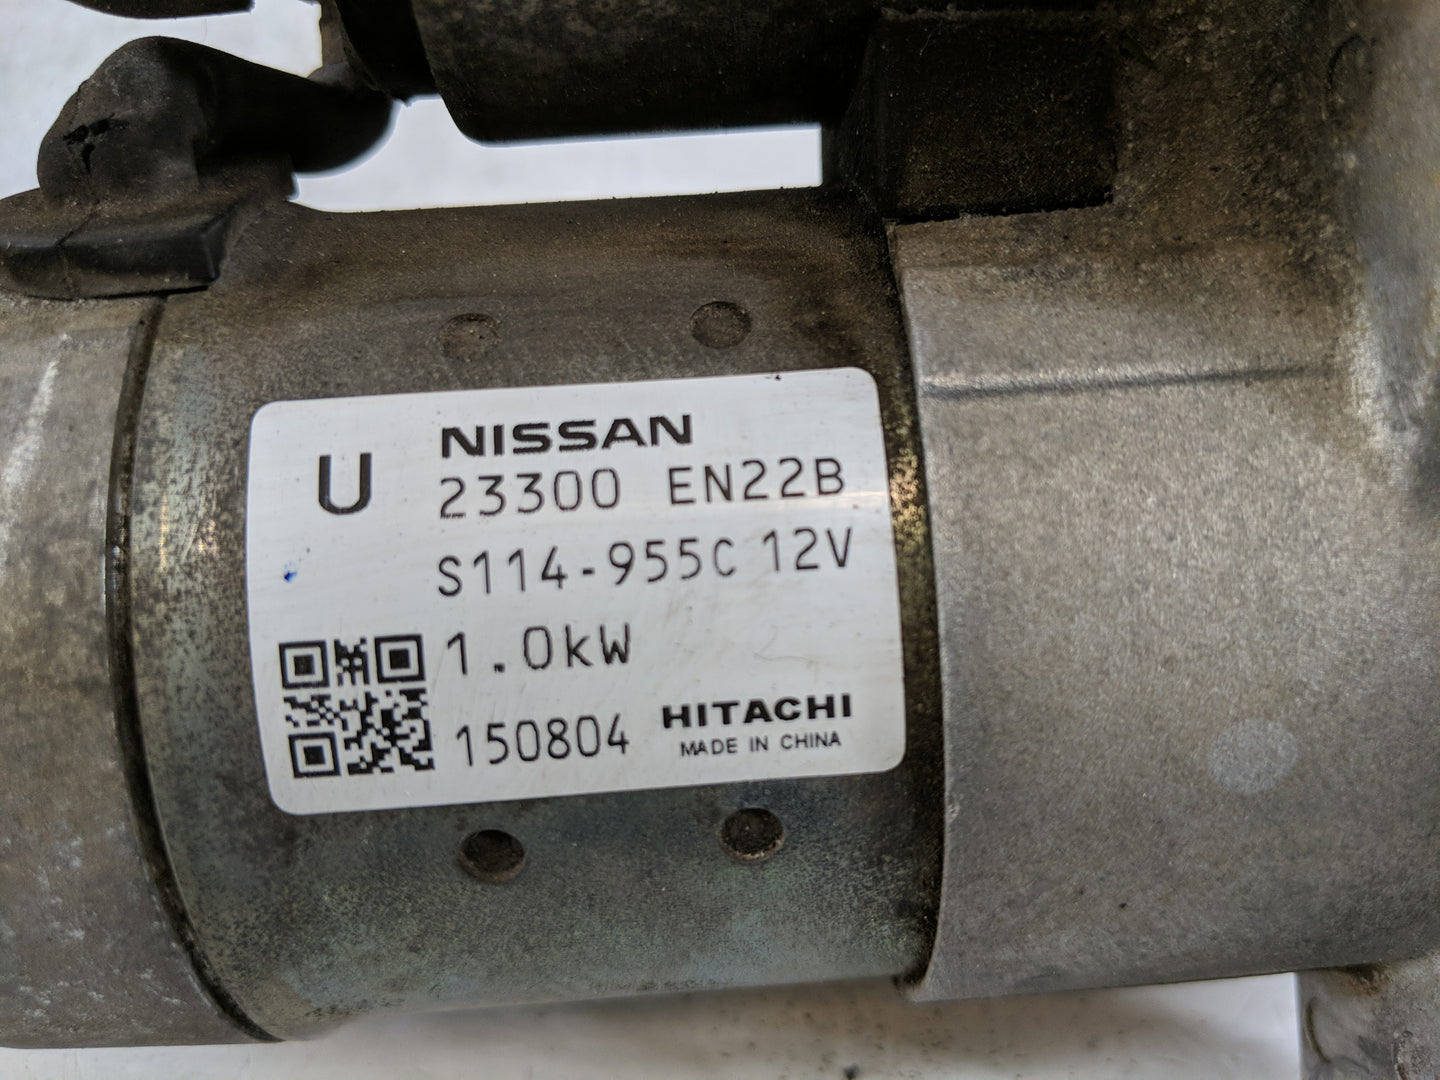 U
NISSAN
23300 EN22B
S114-955C 12V
1.0kW
150804
HITACHI
MADE IN CHINA